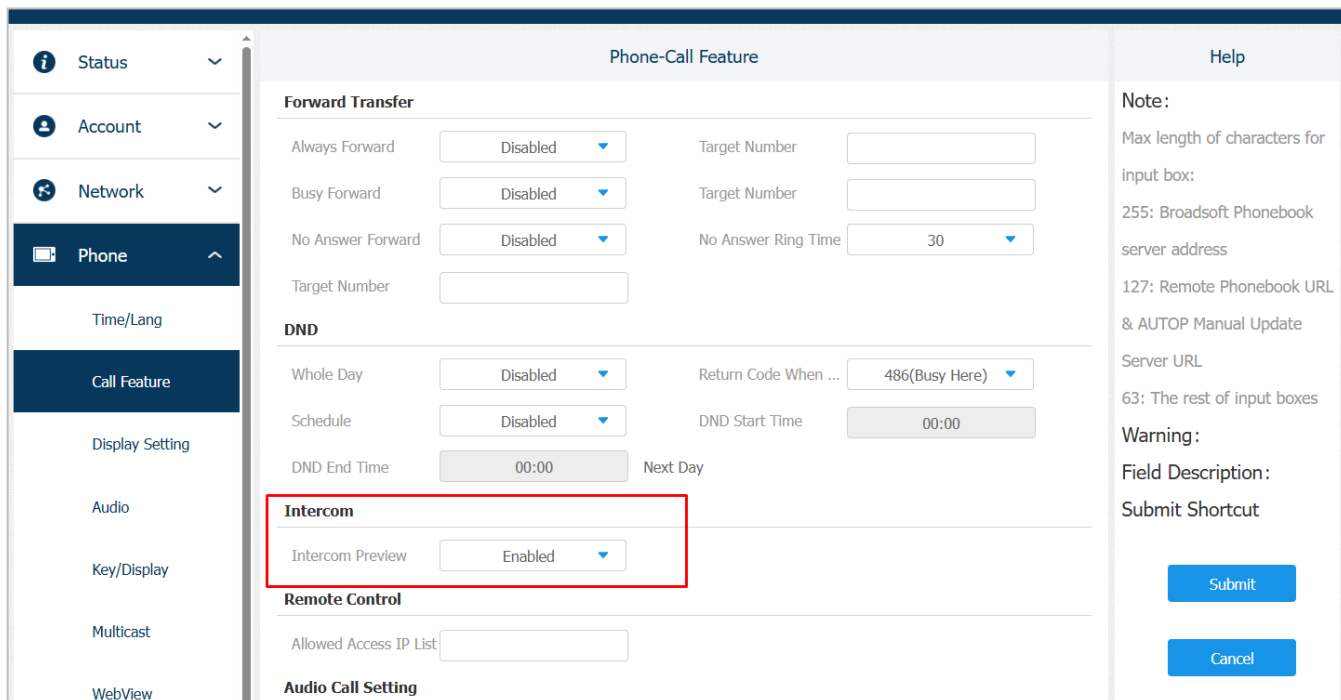 Status
Account
Network
Phone
Time/Lang
Call Feature
Display Setting
Audio
Key/Display
Multicast
WebView
Phone-Call Feature
Forward Transfer
Always Forward Disabled Target Number
Busy Forward Disabled Target Number
No Answer Forward Disabled No Answer Ring Time 30
Target Number
DND
Whole Day Disabled Return Code When ... 486(Busy Here)
Schedule Disabled DND Start Time 00:00
DND End Time 00:00 Next Day
Intercom
Intercom Preview Enabled
Remote Control
Allowed Access IP List
Audio Call Setting
Help
Note:
Max length of characters for
input box:
255: Broadsoft Phonebook
server address
127: Remote Phonebook URL
& AUTOP Manual Update
Server URL
63: The rest of input boxes
Warning:
Field Description:
Submit Shortcut
Submit
Cancel